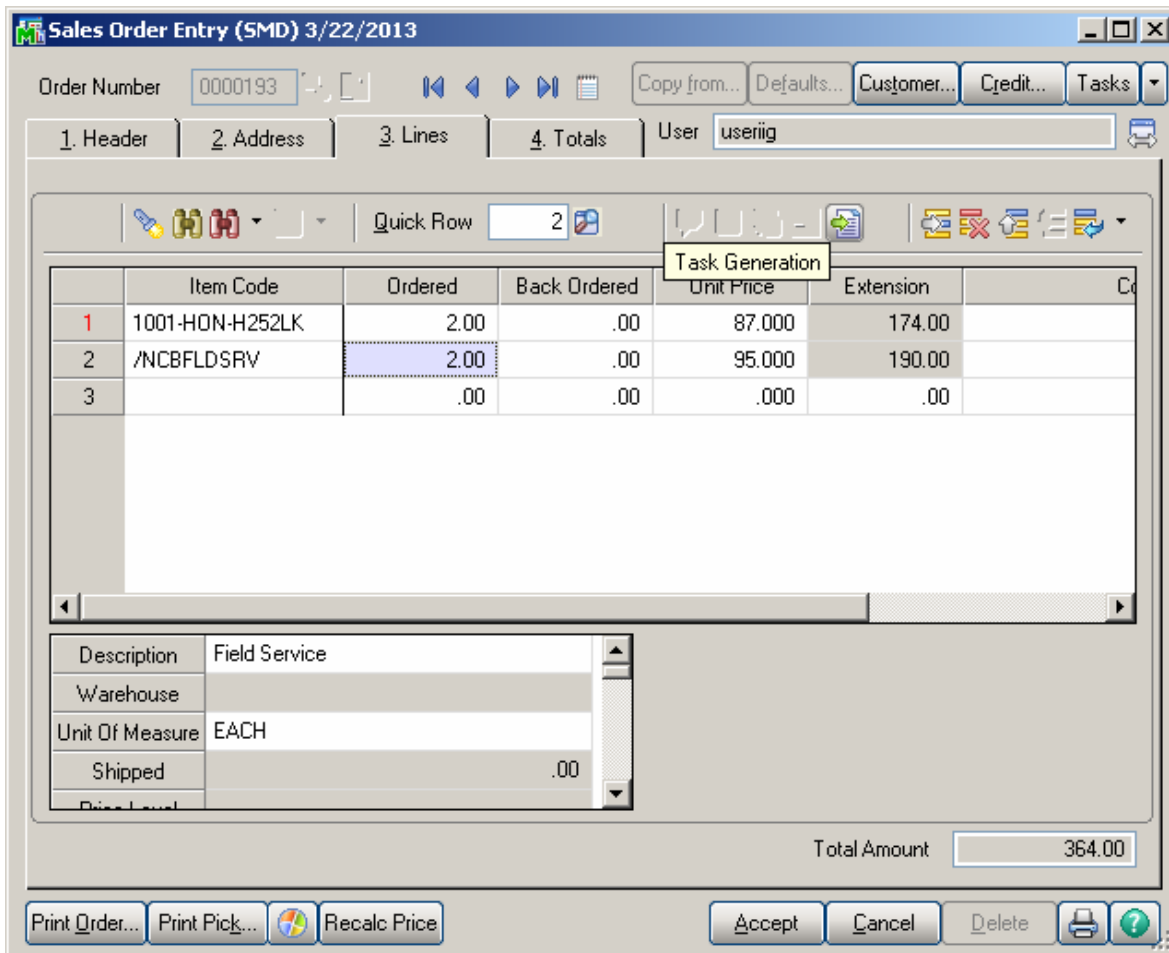 Sales Order Entry (SMD) 3/22/2013
Order Number 0000193 Copy from... Defaults... Customer... Credit... Tasks
1. Header 2. Address 3. Lines 4. Totals User useriig
Quick Row 2
Task Generation
Item Code Ordered Back Ordered Unit Price Extension Co
1 1001-HON-H252LK 2.00 .00 87.000 174.00
2 /NCBFLDSRV 2.00 .00 95.000 190.00
3 .00 .00 .000 .00
Description Field Service
Warehouse
Unit Of Measure EACH
Shipped .00
Price Level
Total Amount 364.00
Print Order... Print Pick... Recalc Price Accept Cancel Delete